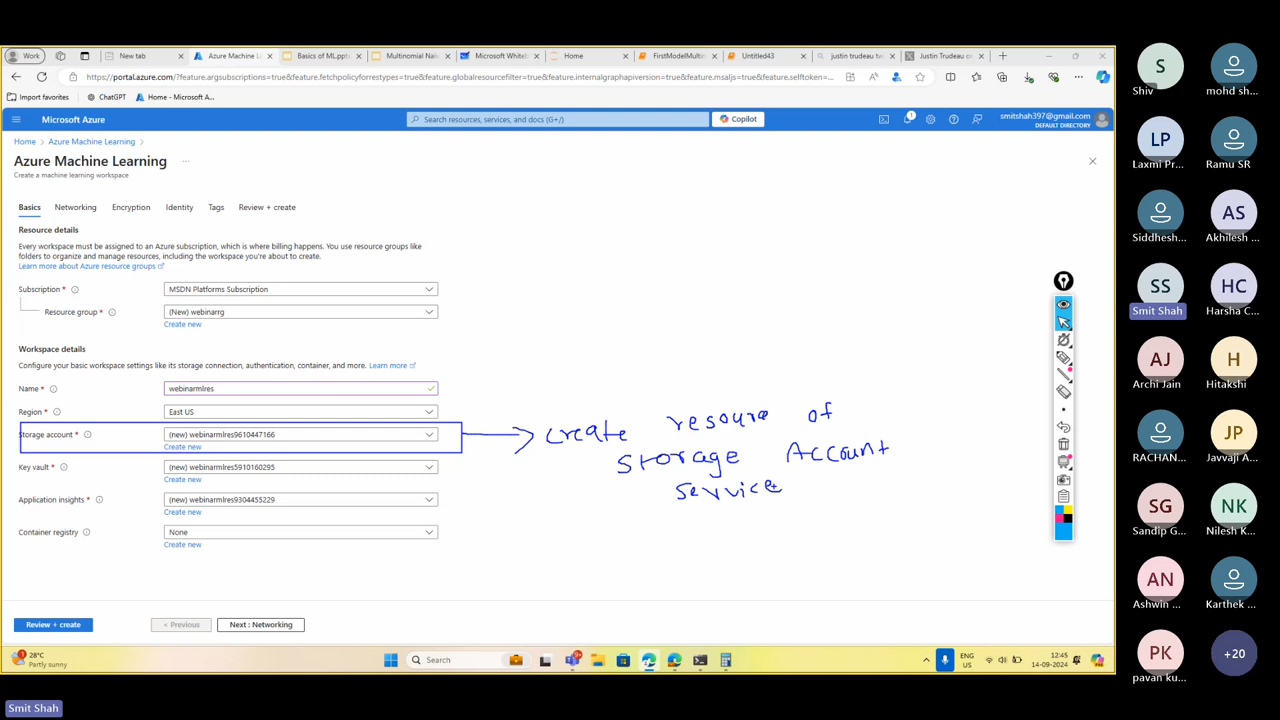 Work
New tab
Azure Machine L
Basics of ML.ppt
Multinomial Nai
Microsoft Whiteb
Home
FirstModelMulti
Untitled43
justin trudeau tw
Justin Trudeau o
https://portal.azure.com/?feature.argsubscriptions=true&feature.fetchpolicyforrestypes=true&feature.globalresourcefilter=true&feature.internalgraphapiversion=true&feature.msaljs=true&feature.selftoken=...
Import favorites
ChatGPT
Home - Microsoft A...
Microsoft Azure
Search resources, services, and docs (G+/)
Copilot
1
smitshah397@gmail.com
DEFAULT DIRECTORY
Home > Azure Machine Learning >
Azure Machine Learning ...
Create a machine learning workspace
Basics Networking Encryption Identity Tags Review + create
Resource details
Every workspace must be assigned to an Azure subscription, which is where billing happens. You use resource groups like
folders to organize and manage resources, including the workspace you're about to create.
Learn more about Azure resource groups
Subscription * MSDN Platforms Subscription
Resource group * (New) webinarrg
Create new
Workspace details
Configure your basic workspace settings like its storage connection, authentication, container, and more. Learn more
Name * webinarmlres
Region * East US
Storage account * (new) webinarmlres9610447166
Create new
Key vault * (new) webinarmlres5910160295
Create new
Application insights * (new) webinarmlres9304455229
Create new
Container registry None
Create new
create resoure of
storage Account
service
Review + create
< Previous
Next : Networking
1
28°C
Partly sunny
Search
9+
ENG
US
12:45
14-09-2024
S
Shiv
mohd sh...
LP
Laxmi Pr...
Ramu SR
Siddhesh...
AS
Akhilesh ...
SS
Smit Shah
HC
Harsha C...
AJ
Archi Jain
H
Hitakshi
R
RACHAN...
JP
Javvaji A...
SG
Sandip G...
NK
Nilesh K...
AN
Ashwin ...
Karthek ...
PK
pavan ku...
+20
Smit Shah